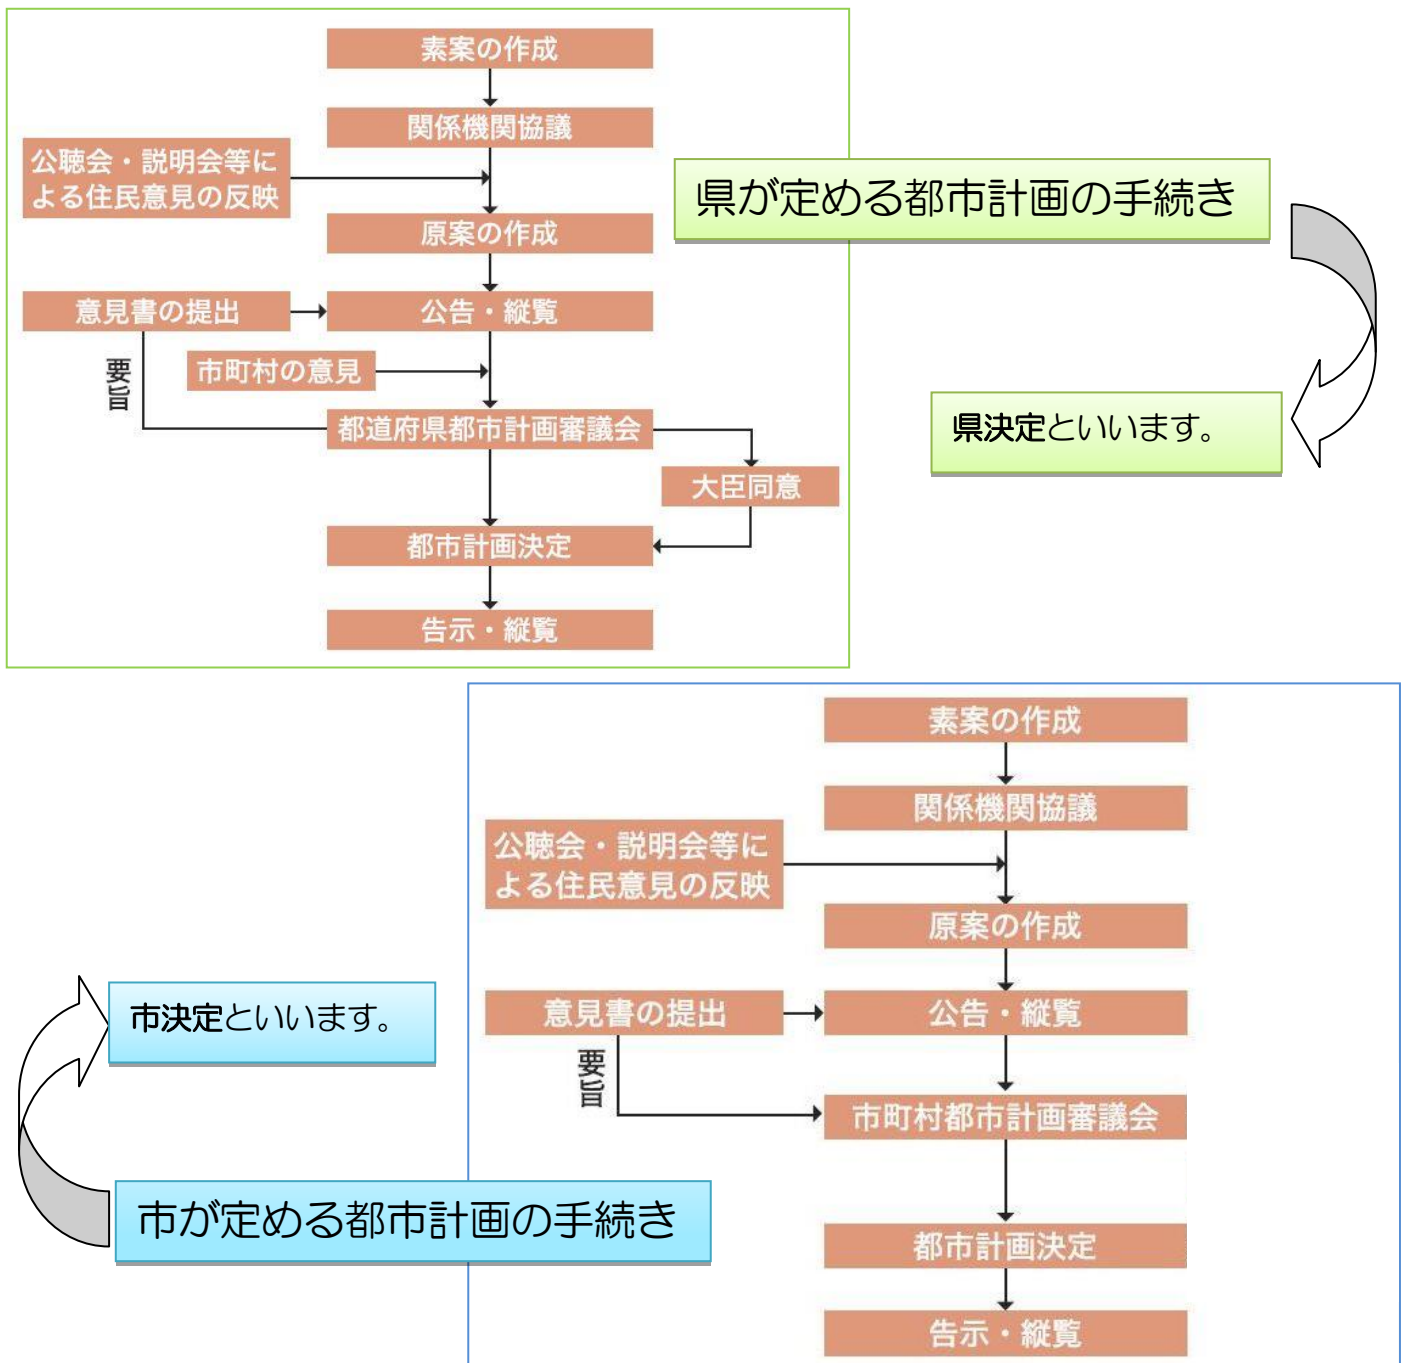 素案の作成
関係機関協議
公聴会・説明会等に
よる住民意見の反映
県が定める都市計画の手続き
原案の作成
意見書の提出
公告・縦覧
要旨
市町村の意見
都道府県都市計画審議会
県決定といいます。
大臣同意
都市計画決定
告示・縦覧
素案の作成
関係機関協議
公聴会・説明会等に
よる住民意見の反映
原案の作成
市決定といいます。
意見書の提出
公告・縦覧
要旨
市町村都市計画審議会
市が定める都市計画の手続き
都市計画決定
告示・縦覧